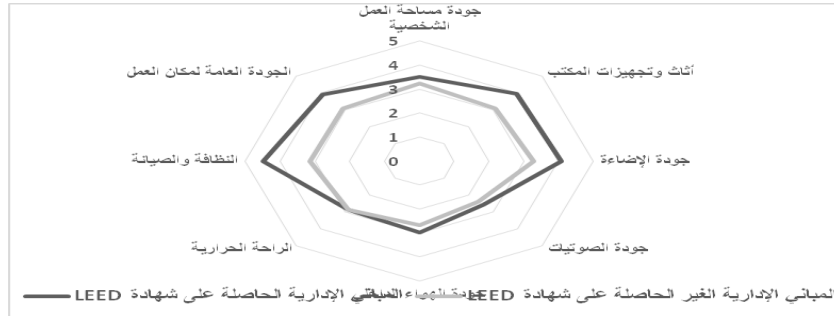 جودة مساحة العمل
الشخصية
5
4
3
2
1
0
أثاث وتجهيزات المكتب
جودة الإضاءة
جودة الصوتيات
جودة الهواء
الراحة الحرارية
النظافة والصيانة
الجودة العامة لمكان العمل
المباني الإدارية الحاصلة على شهادة LEED
المباني الإدارية الغير الحاصلة على شهادة LEED